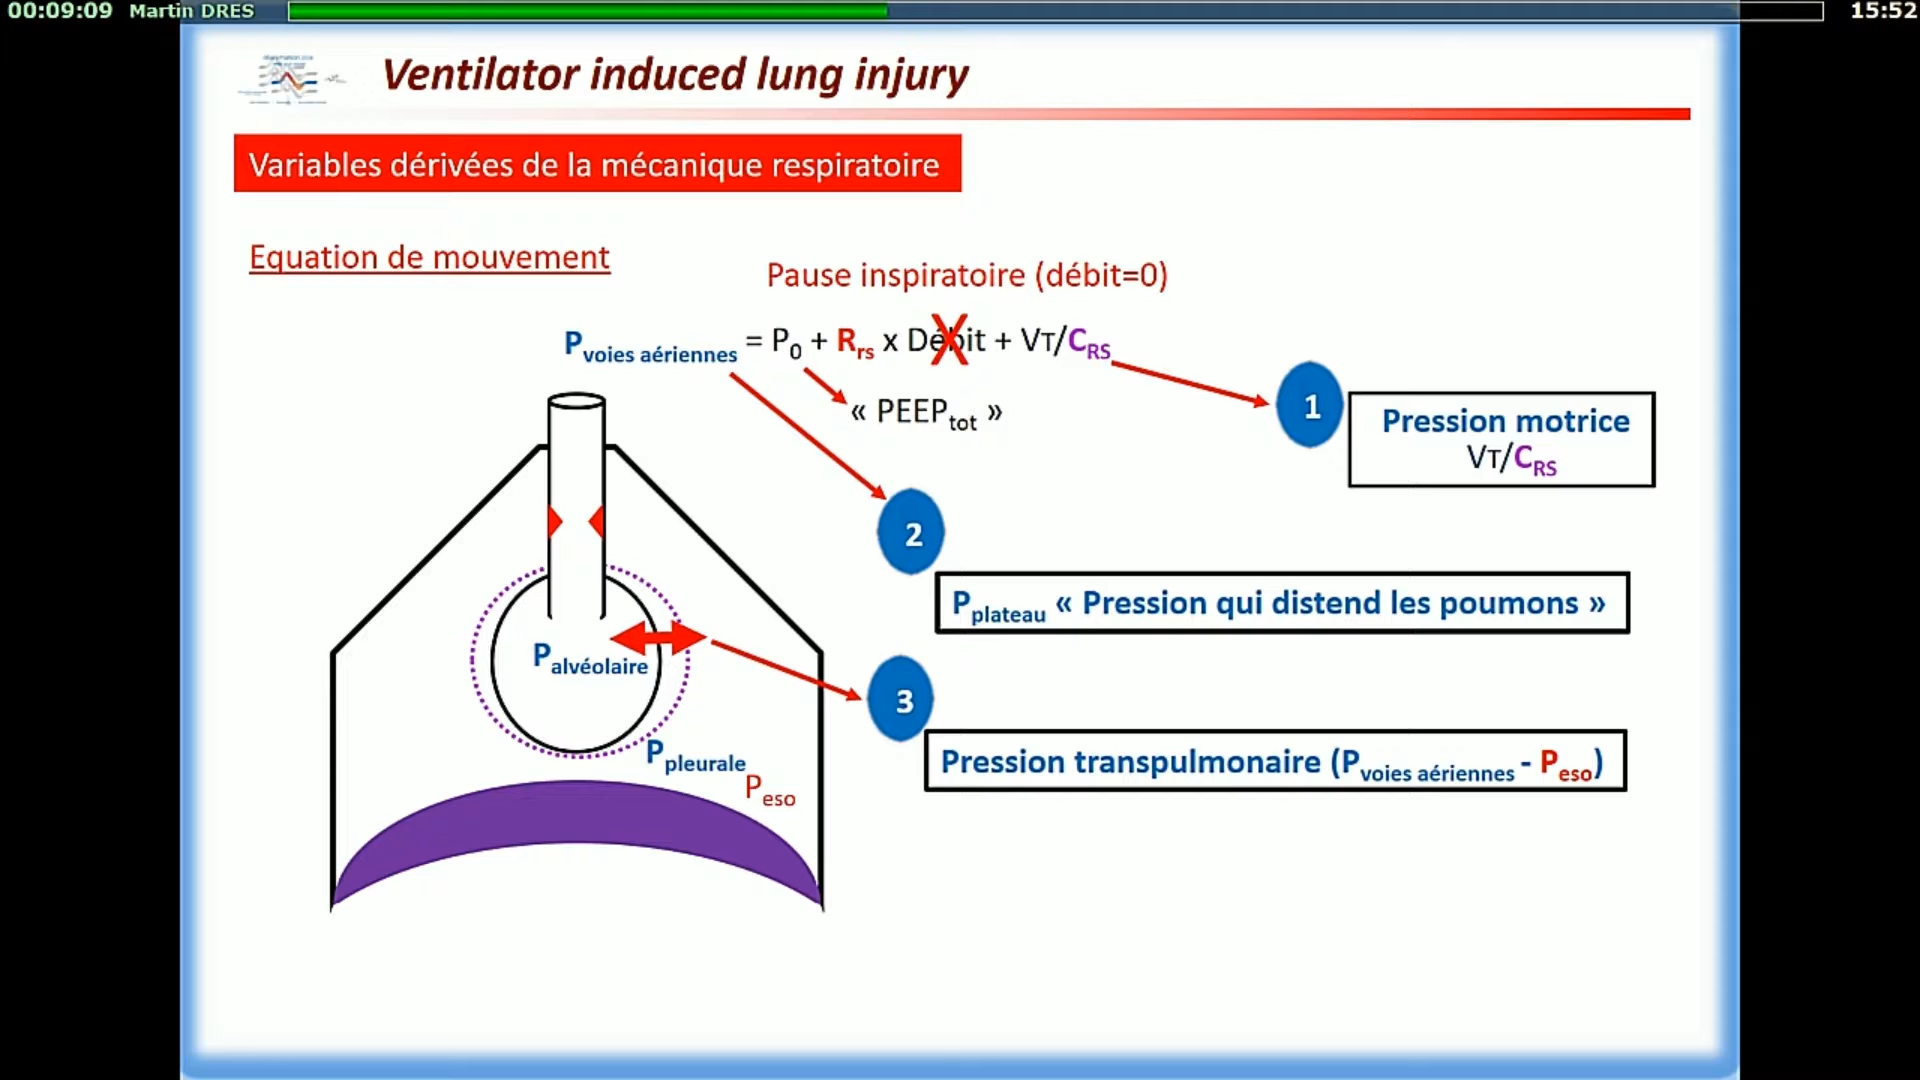 00:09:09 Martin DRES
15:52
Ventilator induced lung injury
Variables dérivées de la mécanique respiratoire
Equation de mouvement
Pause inspiratoire (débit=0)
Pvoies aériennes = P0 + Rrs x Débit + VT/CRS
« PEEPtot »
1
Pression motrice
VT/CRS
2
Pplateau « Pression qui distend les poumons »
Palvéolaire
3
Ppleurale
Peso
Pression transpulmonaire (Pvoies aériennes - Peso)